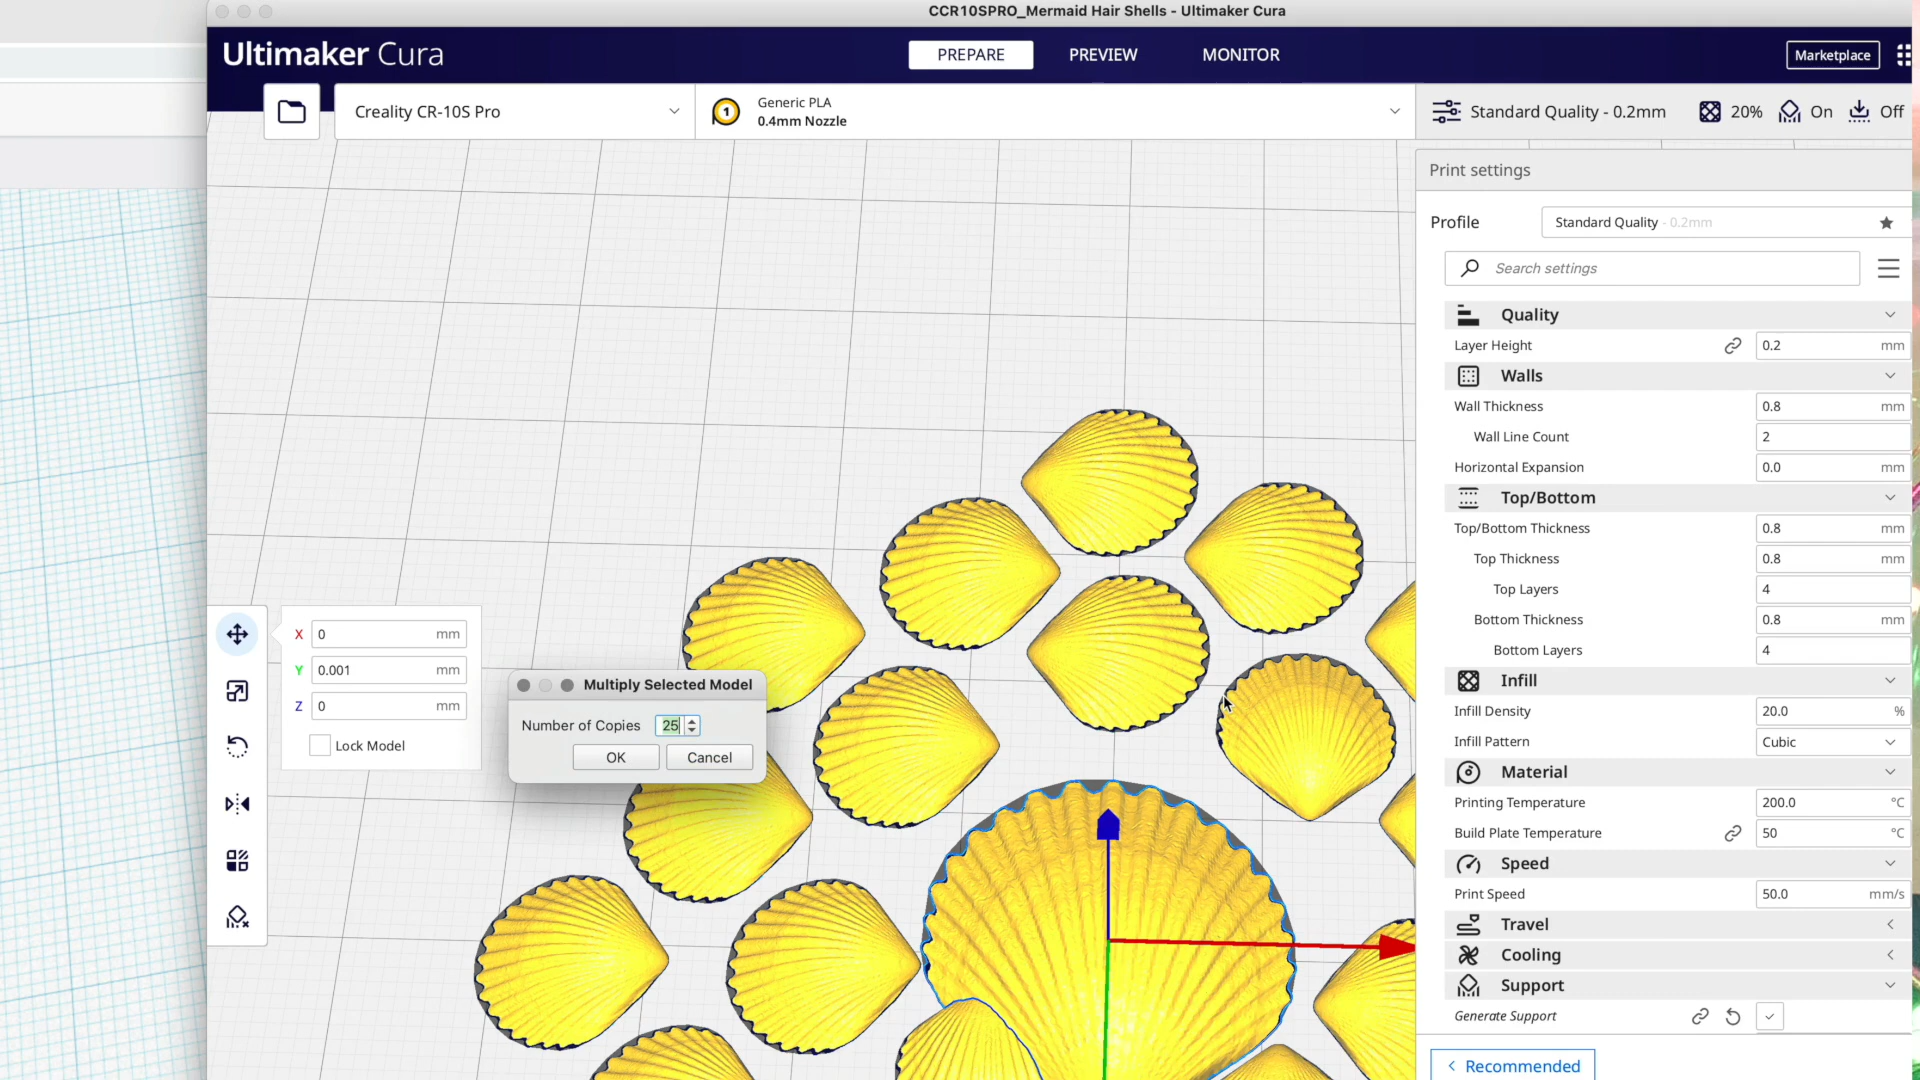 CCR10SPRO_Mermaid Hair Shells - Ultimaker Cura
Ultimaker Cura
PREPARE
PREVIEW
MONITOR
Marketplace
Creality CR-10S Pro
1
Generic PLA
0.4mm Nozzle
Standard Quality - 0.2mm
20%
On
Off
Print settings
Profile
Standard Quality - 0.2mm
Search settings
Quality
Layer Height
0.2 mm
Walls
Wall Thickness
0.8 mm
Wall Line Count
2
Horizontal Expansion
0.0 mm
Top/Bottom
Top/Bottom Thickness
0.8 mm
Top Thickness
0.8 mm
Top Layers
4
Bottom Thickness
0.8 mm
Bottom Layers
4
Infill
Infill Density
20.0 %
Infill Pattern
Cubic
Material
Printing Temperature
200.0 °C
Build Plate Temperature
50 °C
Speed
Print Speed
50.0 mm/s
Travel
Cooling
Support
Generate Support
Recommended
X 0 mm
Y 0.001 mm
Z 0 mm
Lock Model
Multiply Selected Model
Number of Copies 25
OK
Cancel